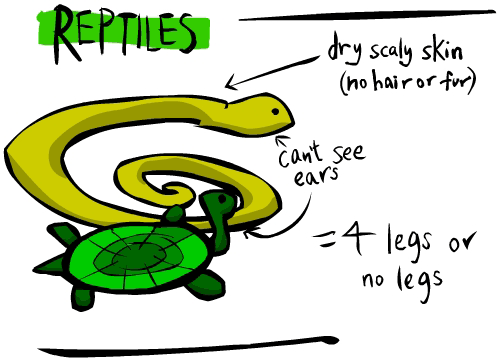 REPTILES
dry scaly skin
(no hair or fur)
can't see
ears
= 4 legs or
no legs